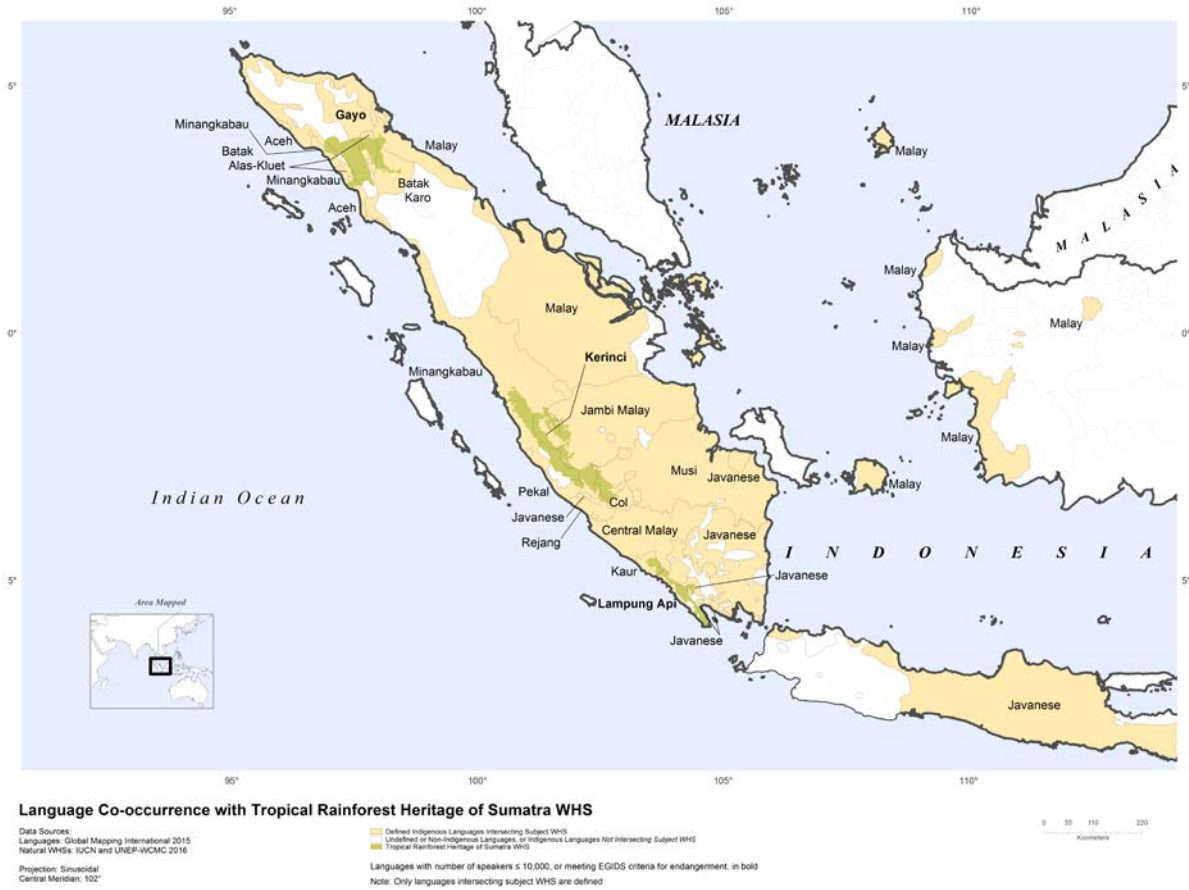 95°
100°
105°
110°
5°
5°
MALASIA
MALASIA
Gayo
Minangkabau
Aceh
Malay
Batak
Alas-Kluet
Minangkabau
Batak
Karo
Aceh
Malay
Malay
Malay
0°
0°
Malay
Malay
Kerinci
Minangkabau
Jambi Malay
Malay
Musi
Javanese
Malay
Indian Ocean
Pekal
Col
Javanese
Central Malay
Javanese
Rejang
INDONESIA
5°
5°
Kaur
Javanese
Lampung Api
Javanese
Area Mapped
Javanese
95°
100°
105°
110°
Language Co-occurrence with Tropical Rainforest Heritage of Sumatra WHS
Data Sources:
Languages: Global Mapping International 2015
Natural WHSs: IUCN and UNEP-WCMC 2016
Projection: Sinusoidal
Central Meridian: 102°
Defined Indigenous Languages Intersecting Subject WHS
Undefined or Non-Indigenous Languages, or Indigenous Languages Not Intersecting Subject WHS
Tropical Rainforest Heritage of Sumatra WHS
Languages with number of speakers ≤ 10,000, or meeting EGIDS criteria for endangerment, in bold
Note: Only languages intersecting subject WHS are defined
0 55 110 220
Kilometers